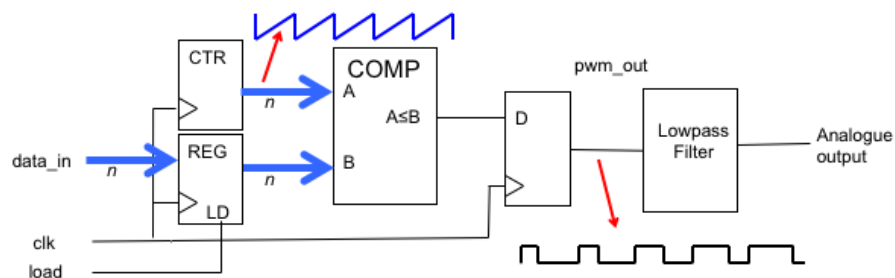 CTR
n
COMP
A
A≤B
B
data_in
n
REG
LD
n
clk
load
D
pwm_out
Lowpass
Filter
Analogue
output